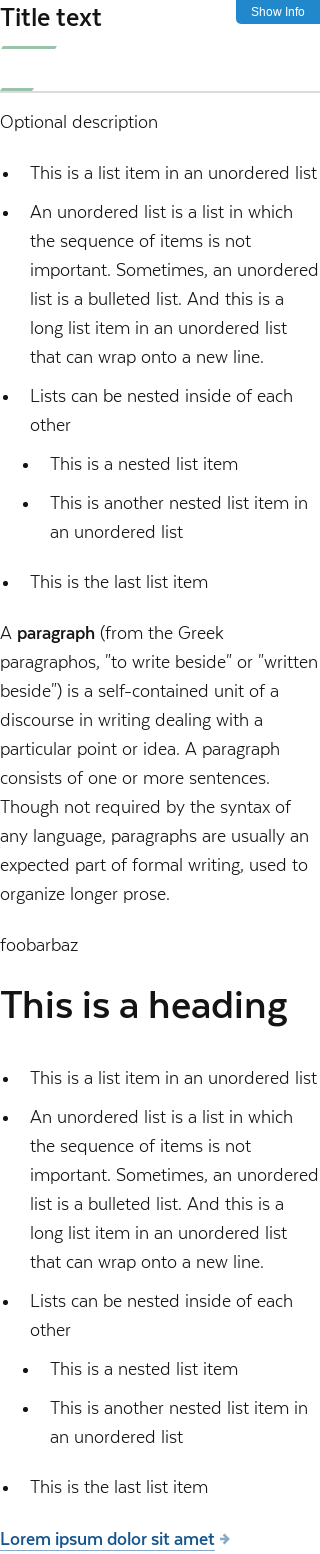 Title text
Show Info
Optional description
This is a list item in an unordered list
An unordered list is a list in which
the sequence of items is not
important. Sometimes, an unordered
list is a bulleted list. And this is a
long list item in an unordered list
that can wrap onto a new line.
Lists can be nested inside of each
other
This is a nested list item
This is another nested list item in
an unordered list
This is the last list item
A paragraph (from the Greek
paragraphos, "to write beside" or "written
beside") is a self-contained unit of a
discourse in writing dealing with a
particular point or idea. A paragraph
consists of one or more sentences.
Though not required by the syntax of
any language, paragraphs are usually an
expected part of formal writing, used to
organize longer prose.
foobarbaz
This is a heading
This is a list item in an unordered list
An unordered list is a list in which
the sequence of items is not
important. Sometimes, an unordered
list is a bulleted list. And this is a
long list item in an unordered list
that can wrap onto a new line.
Lists can be nested inside of each
other
This is a nested list item
This is another nested list item in
an unordered list
This is the last list item
Lorem ipsum dolor sit amet